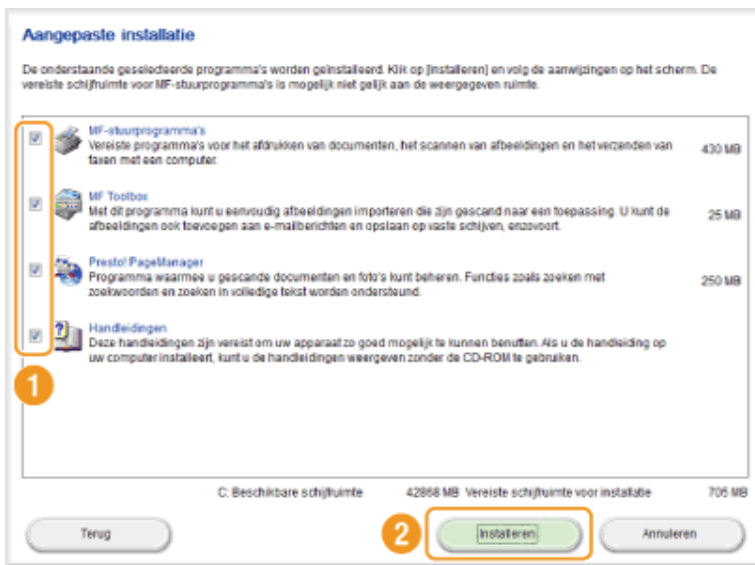 Aangepaste installatie
De onderstaande geselecteerde programma's worden geïnstalleerd. Klik op [Installeren] en volg de aanwijzingen op het scherm. De
vereiste schijfruimte voor MF-stuurprogramma's is mogelijk niet gelijk aan de weergegeven ruimte.
MF-stuurprogramma's
Vereiste programma's voor het afdrukken van documenten, het scannen van afbeeldingen en het verzenden van
faxen met een computer.
430 MB
MF Toolbox
Met dit programma kunt u eenvoudig afbeeldingen importeren die zijn gescand naar een toepassing. U kunt de
afbeeldingen ook toevoegen aan e-mailberichten en opslaan op vaste schijven, enzovoort.
25 MB
Presto! PageManager
Programma waarmee u gescande documenten en foto's kunt beheren. Functies zoals zoeken met
zoekwoorden en zoeken in volledige tekst worden ondersteund.
250 MB
Handleidingen
Deze handleidingen zijn vereist om uw apparaat zo goed mogelijk te kunnen benutten. Als u de handleiding op
uw computer installeert, kunt u de handleidingen weergeven zonder de CD-ROM te gebruiken.
1
C: Beschikbare schijfruimte 42868 MB Vereiste schijfruimte voor installatie 705 MB
Terug 2 Installeren Annuleren